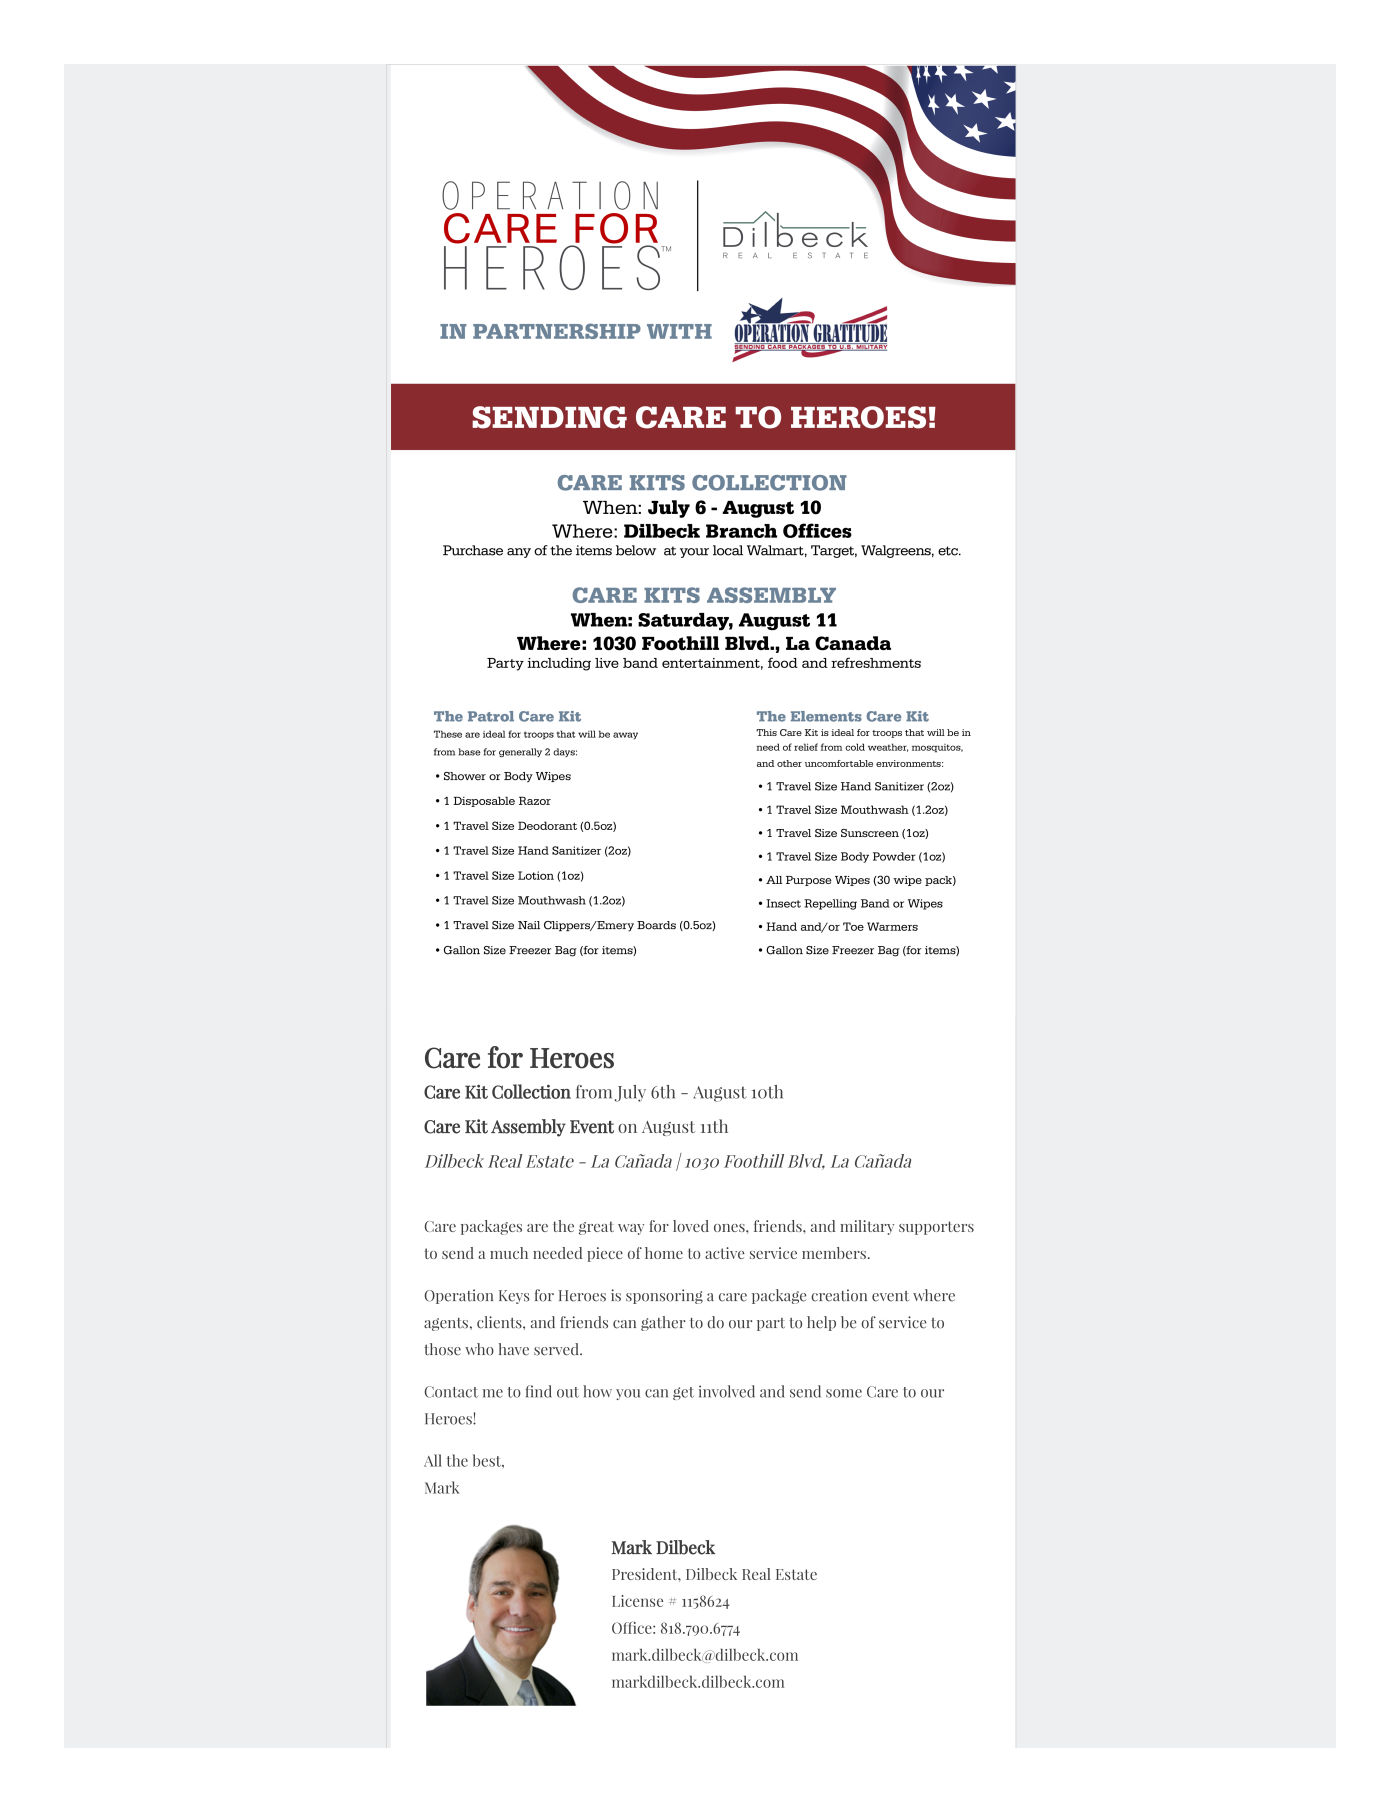 OPERATION
CARE FOR
HEROES™
Dilbeck
REAL ESTATE
IN PARTNERSHIP WITH
OPERATION GRATITUDE
SENDING CARE PACKAGES TO U.S. MILITARY
SENDING CARE TO HEROES!
CARE KITS COLLECTION
When: July 6 - August 10
Where: Dilbeck Branch Offices
Purchase any of the items below  at your local Walmart, Target, Walgreens, etc.
CARE KITS ASSEMBLY
When: Saturday, August 11
Where: 1030 Foothill Blvd., La Canada
Party including live band entertainment, food and refreshments
The Patrol Care Kit
These are ideal for troops that will be away
from base for generally 2 days:
• Shower or Body Wipes
• 1 Disposable Razor
• 1 Travel Size Deodorant (0.5oz)
• 1 Travel Size Hand Sanitizer (2oz)
• 1 Travel Size Lotion (1oz)
• 1 Travel Size Mouthwash (1.2oz)
• 1 Travel Size Nail Clippers/Emery Boards (0.5oz)
• Gallon Size Freezer Bag (for items)
The Elements Care Kit
This Care Kit is ideal for troops that will be in
need of relief from cold weather, mosquitos,
and other uncomfortable environments:
• 1 Travel Size Hand Sanitizer (2oz)
• 1 Travel Size Mouthwash (1.2oz)
• 1 Travel Size Sunscreen (1oz)
• 1 Travel Size Body Powder (1oz)
• All Purpose Wipes (30 wipe pack)
• Insect Repelling Band or Wipes
• Hand and/or Toe Warmers
• Gallon Size Freezer Bag (for items)
Care for Heroes
Care Kit Collection from July 6th - August 10th
Care Kit Assembly Event on August 11th
Dilbeck Real Estate - La Cañada | 1030 Foothill Blvd, La Cañada
Care packages are the great way for loved ones, friends, and military supporters
to send a much needed piece of home to active service members.
Operation Keys for Heroes is sponsoring a care package creation event where
agents, clients, and friends can gather to do our part to help be of service to
those who have served.
Contact me to find out how you can get involved and send some Care to our
Heroes!
All the best,
Mark
Mark Dilbeck
President, Dilbeck Real Estate
License # 1158624
Office: 818.790.6774
mark.dilbeck@dilbeck.com
markdilbeck.dilbeck.com